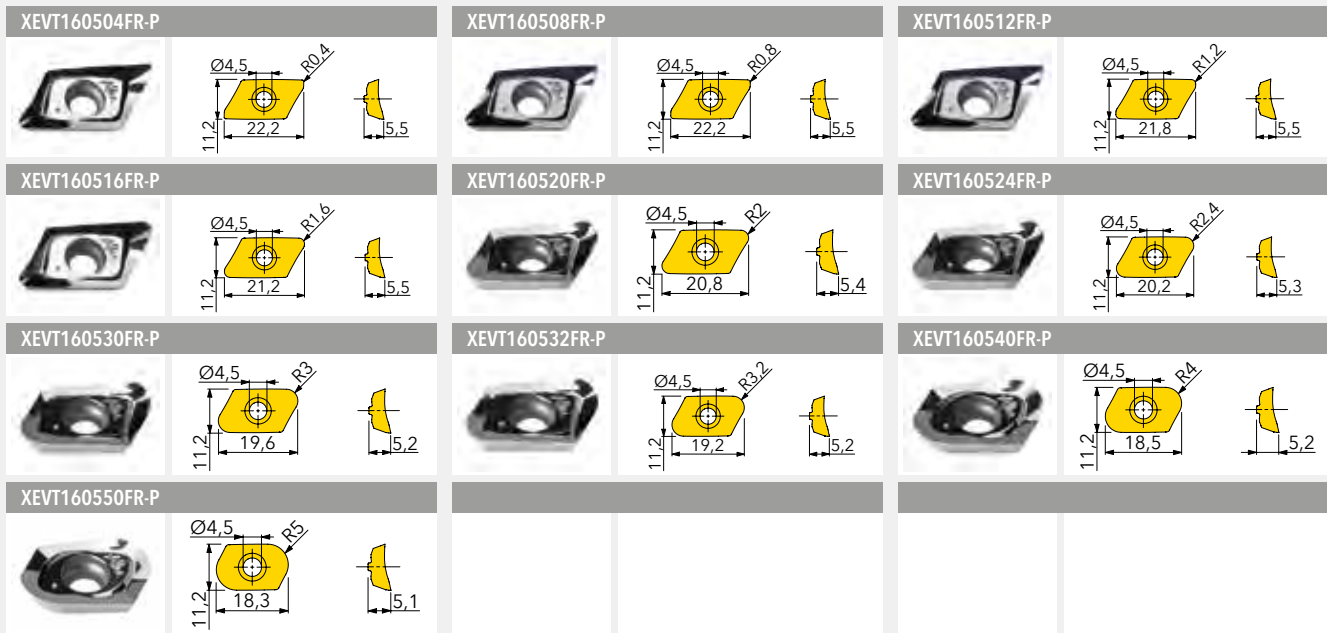 XEVT160504FR-P
Ø4,5
R0,4
11,2
22,2
5,5
XEVT160508FR-P
Ø4,5
R0,8
11,2
22,2
5,5
XEVT160512FR-P
Ø4,5
R1,2
11,2
21,8
5,5
XEVT160516FR-P
Ø4,5
R1,6
11,2
21,2
5,5
XEVT160520FR-P
Ø4,5
R2
11,2
20,8
5,4
XEVT160524FR-P
Ø4,5
R2,4
11,2
20,2
5,3
XEVT160530FR-P
Ø4,5
R3
11,2
19,6
5,2
XEVT160532FR-P
Ø4,5
R3,2
11,2
19,2
5,2
XEVT160540FR-P
Ø4,5
R4
11,2
18,5
5,2
XEVT160550FR-P
Ø4,5
R5
11,2
18,3
5,1